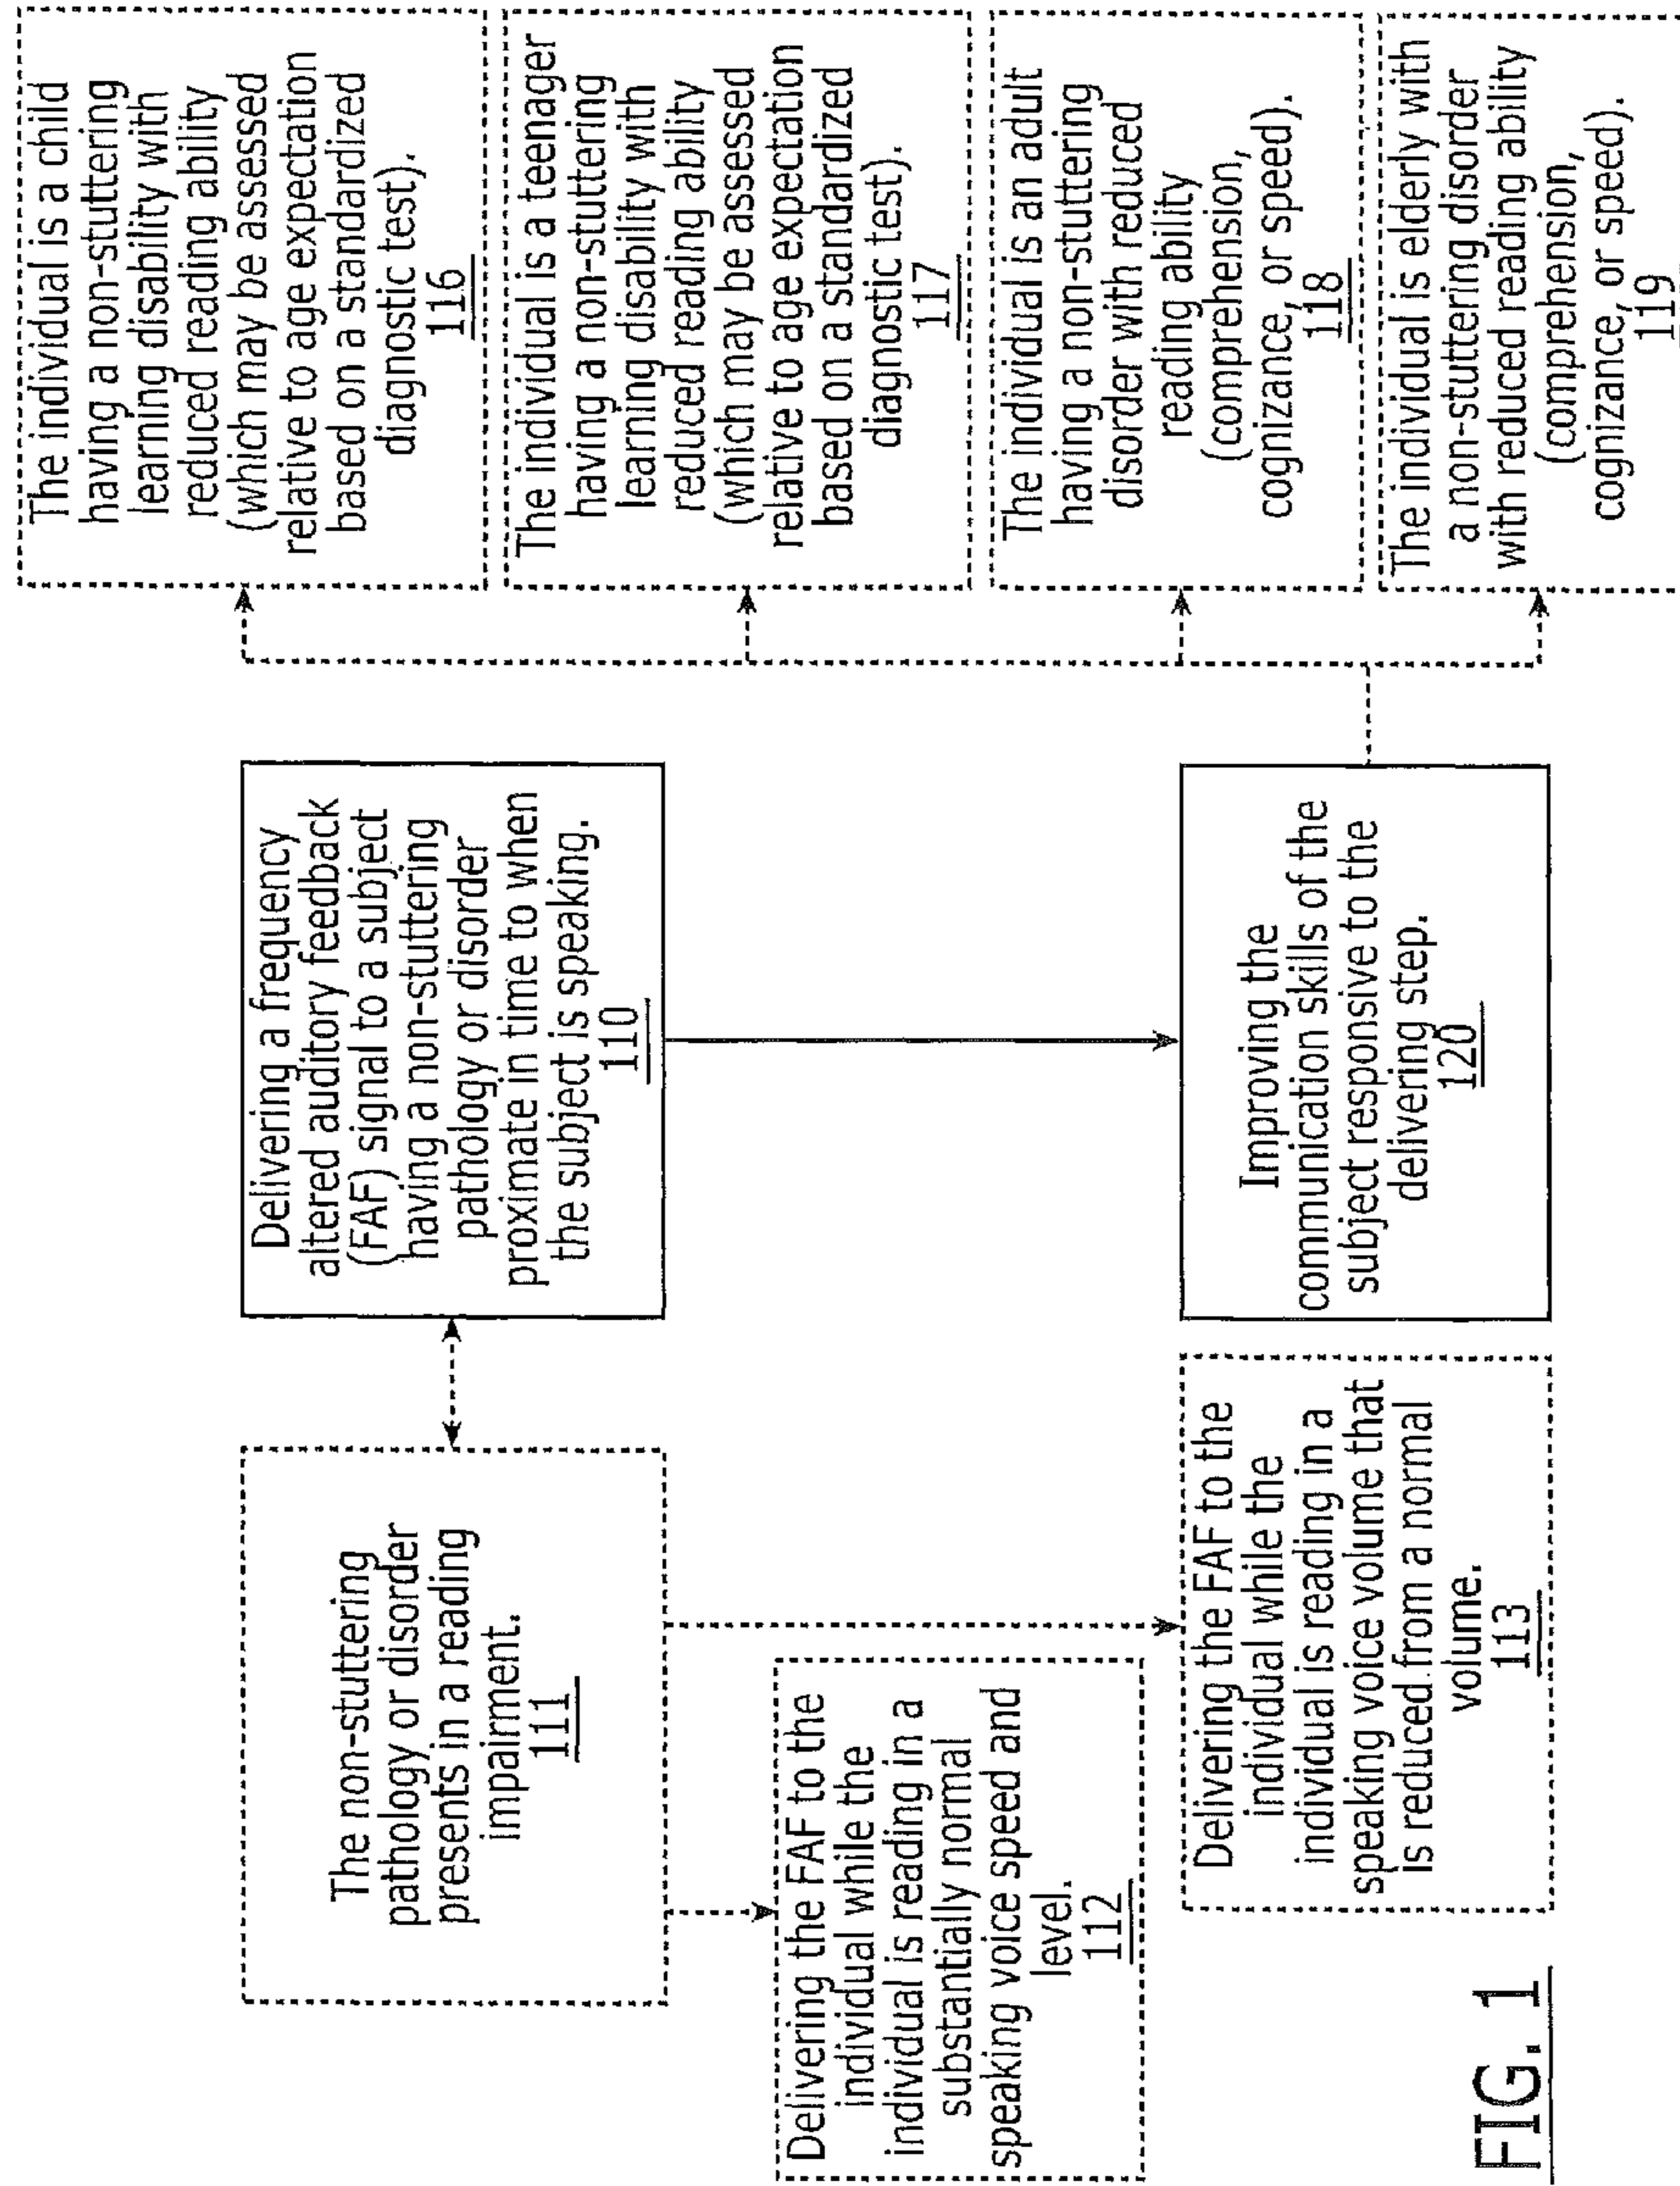 Delivering a frequency
altered auditory feedback
(FAF) signal to a subject
having a non-stuttering
pathology or disorder
proximate in time to when
the subject is speaking.
110
The non-stuttering
pathology or disorder
presents in a reading
impairment.
111
Delivering the FAF to the
individual while the
individual is reading in a
substantially normal
speaking voice speed and
level.
112
Delivering the FAF to the
individual while the
individual is reading in a
speaking voice volume that
is reduced from a normal
volume.
113
Improving the
communication skills of the
subject responsive to the
delivering step.
120
The individual is a child
having a non-stuttering
learning disability with
reduced reading ability
(which may be assessed
relative to age expectation
based on a standardized
diagnostic test).
116
The individual is a teenager
having a non-stuttering
learning disability with
reduced reading ability
(which may be assessed
relative to age expectation
based on a standardized
diagnostic test).
117
The individual is an adult
having a non-stuttering
disorder with reduced
reading ability
(comprehension,
cognizance, or speed).
118
The individual is elderly with
a non-stuttering disorder
with reduced reading ability
(comprehension,
cognizance, or speed).
119
FIG. 1